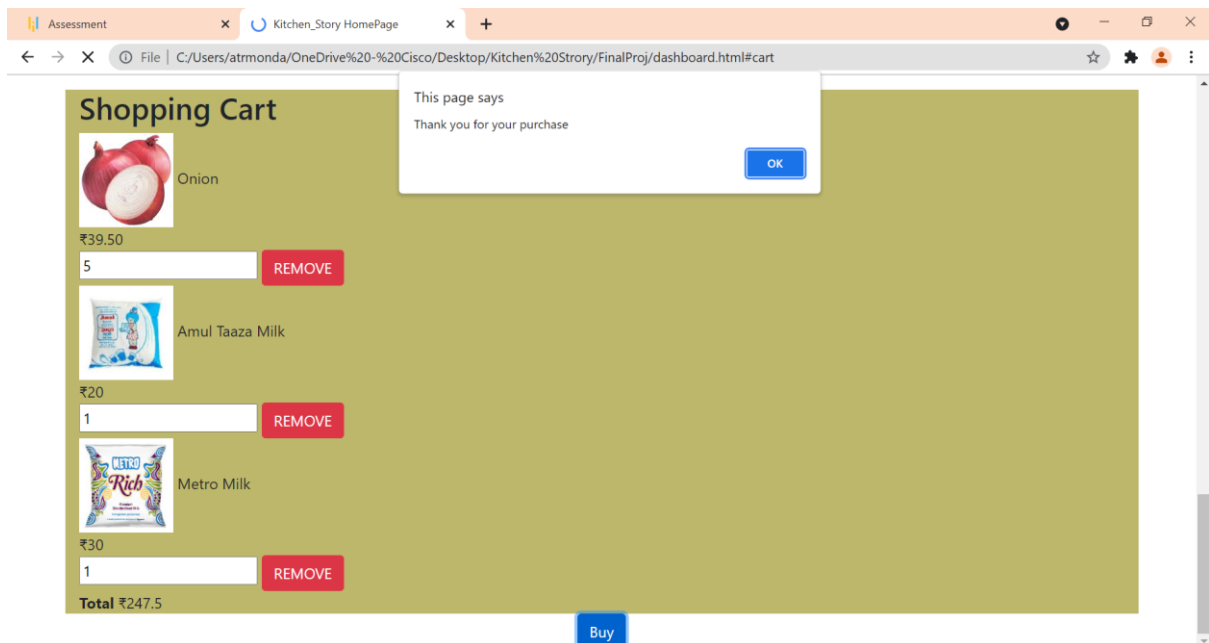 Assessment
Kitchen_Story HomePage
File | C:/Users/atrmonda/OneDrive%20-%20Cisco/Desktop/Kitchen%20Strory/FinalProj/dashboard.html#cart
This page says
Thank you for your purchase
OK
Shopping Cart
Onion
₹39.50
5 REMOVE
Amul Taaza Milk
₹20
1 REMOVE
METRO
Rich
Metro Milk
₹30
1 REMOVE
Total ₹247.5
Buy